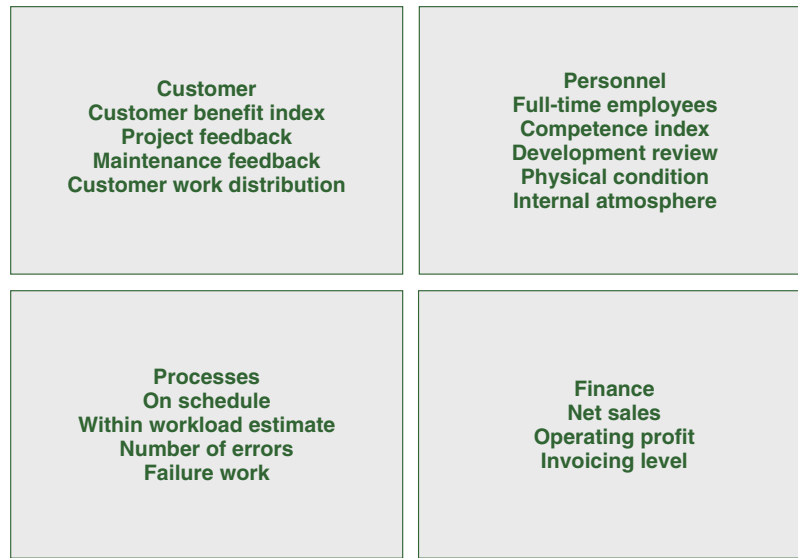 Customer
Customer benefit index
Project feedback
Maintenance feedback
Customer work distribution
Personnel
Full-time employees
Competence index
Development review
Physical condition
Internal atmosphere
Processes
On schedule
Within workload estimate
Number of errors
Failure work
Finance
Net sales
Operating profit
Invoicing level